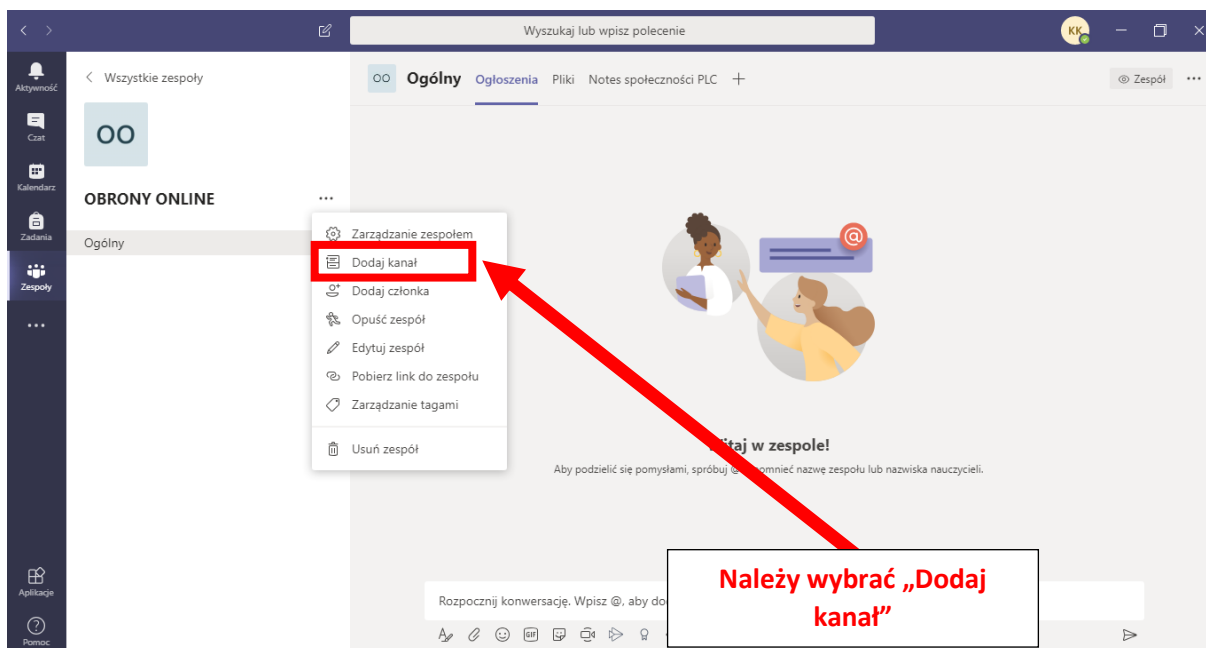 Wyszukaj lub wpisz polecenie
KK
Aktywność
Czat
Kalendarz
Zadania
Zespoły
Aplikacje
Pomoc
Wszystkie zespoły
OO
OBRONY ONLINE
Ogólny
Zarządzanie zespołem
Dodaj kanał
Dodaj członka
Opuść zespół
Edytuj zespół
Pobierz link do zespołu
Zarządzanie tagami
Usuń zespół
OO Ogólny Ogłoszenia Pliki Notes społeczności PLC
Zespół
@
w zespole!
Aby podzielić się pomysłami, spróbuj nazwę zespołu lub nazwiska nauczycieli.
Rozpocznij konwersację. Wpisz @, aby
GIF
Należy wybrać „Dodaj
kanał”